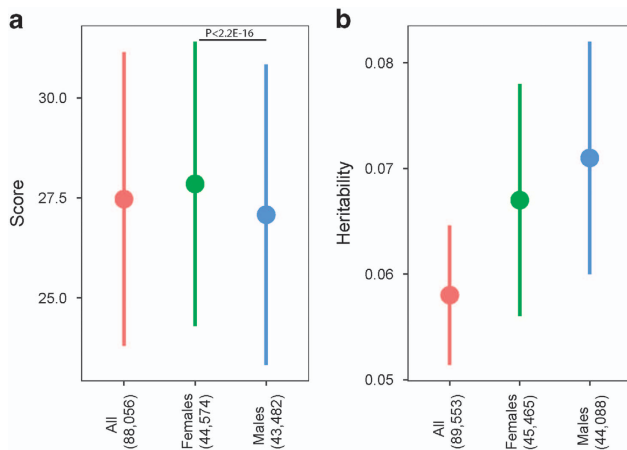 a
P<2.2E-16
30.0
27.5
25.0
Score
All
(88,056)
Females
(44,574)
Males
(43,482)
b
0.08
0.07
0.06
0.05
Heritability
All
(89,553)
Females
(45,465)
Males
(44,088)